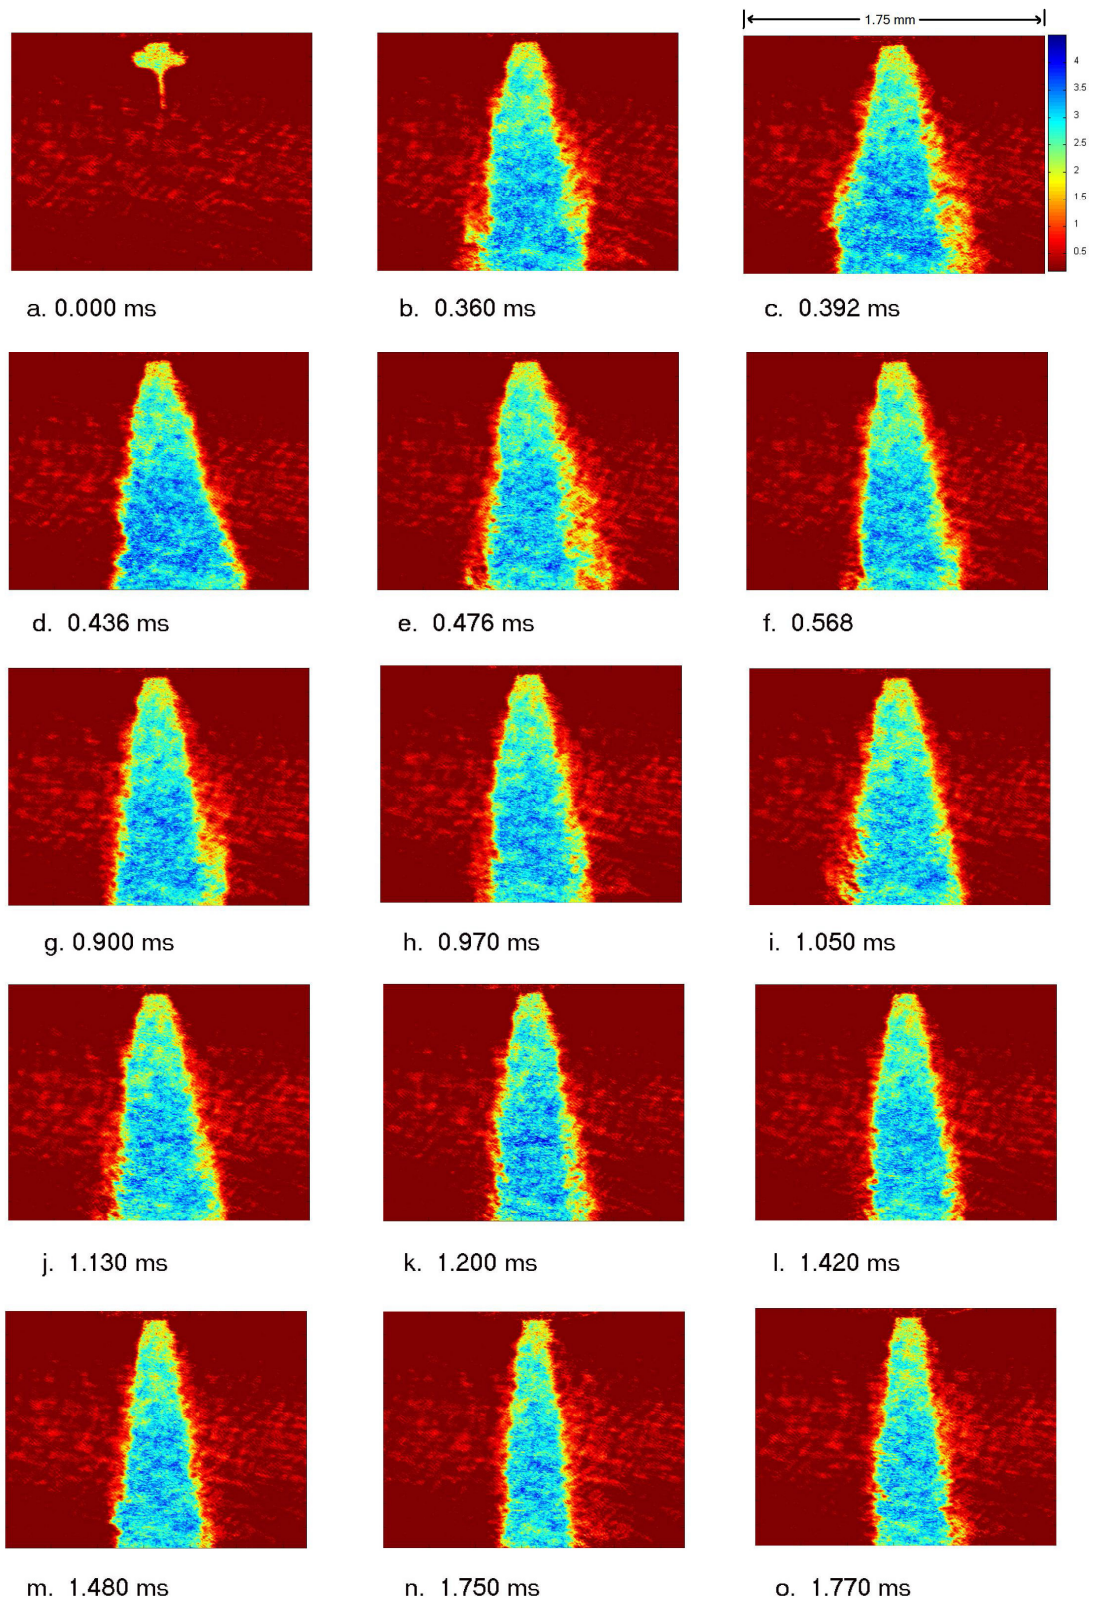 1.75 mm
4
3.5
3
2.5
2
1.5
1
0.5
a. 0.000 ms
b. 0.360 ms
c. 0.392 ms
d. 0.436 ms
e. 0.476 ms
f. 0.568
g. 0.900 ms
h. 0.970 ms
i. 1.050 ms
j. 1.130 ms
k. 1.200 ms
l. 1.420 ms
m. 1.480 ms
n. 1.750 ms
o. 1.770 ms